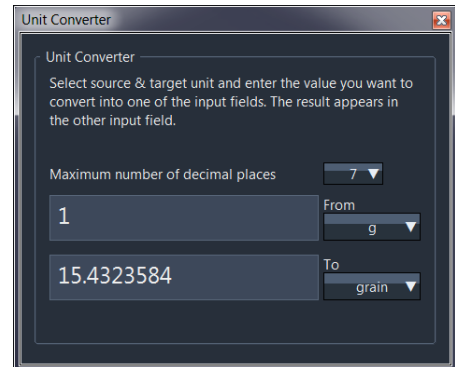 Unit Converter
Unit Converter
Select source & target unit and enter the value you want to
convert into one of the input fields. The result appears in
the other input field.
Maximum number of decimal places 7
From
1 g
To
15.4323584 grain